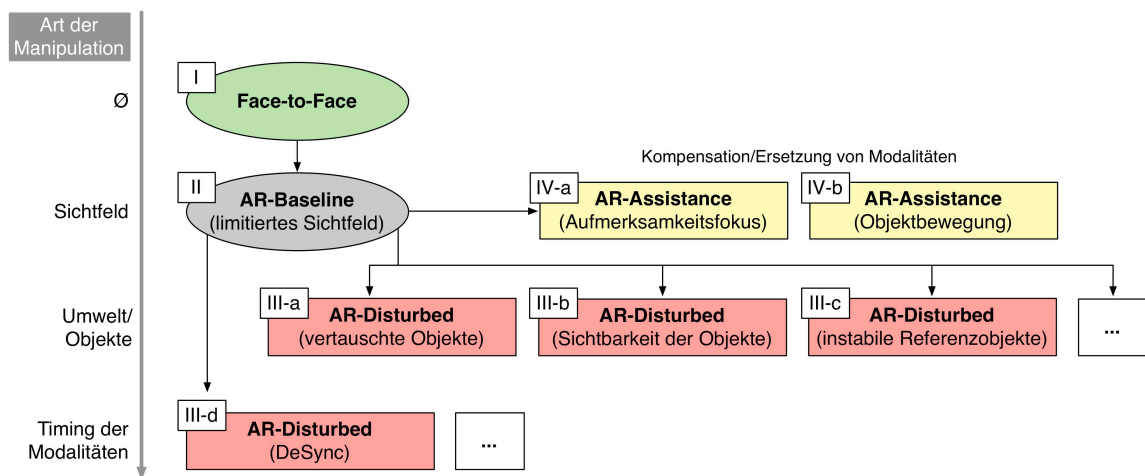 Art der
Manipulation
Ø
I
Face-to-Face
Kompensation/Ersetzung von Modalitäten
Sichtfeld
II
AR-Baseline
(limitiertes Sichtfeld)
IV-a
AR-Assistance
(Aufmerksamkeitsfokus)
IV-b
AR-Assistance
(Objektbewegung)
Umwelt/
Objekte
III-a
AR-Disturbed
(vertauschte Objekte)
III-b
AR-Disturbed
(Sichtbarkeit der Objekte)
III-c
AR-Disturbed
(instabile Referenzobjekte)
...
Timing der
Modalitäten
III-d
AR-Disturbed
(DeSync)
...